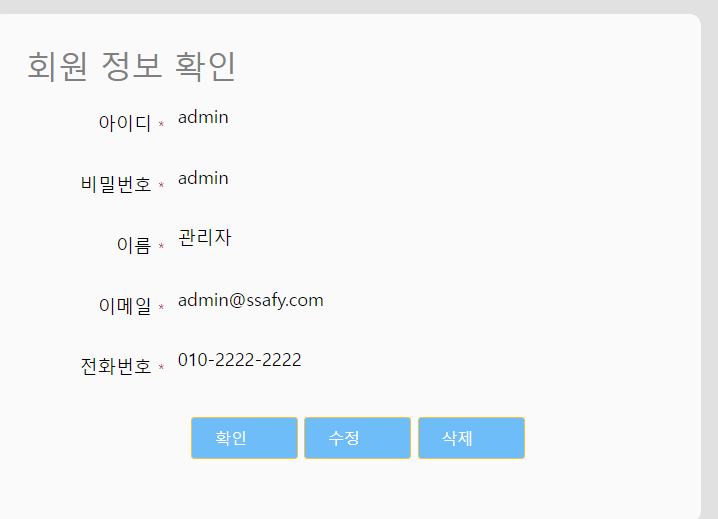 회원 정보 확인
아이디 * admin
비밀번호 * admin
이름 * 관리자
이메일 * admin@ssafy.com
전화번호 * 010-2222-2222
확인 수정 삭제